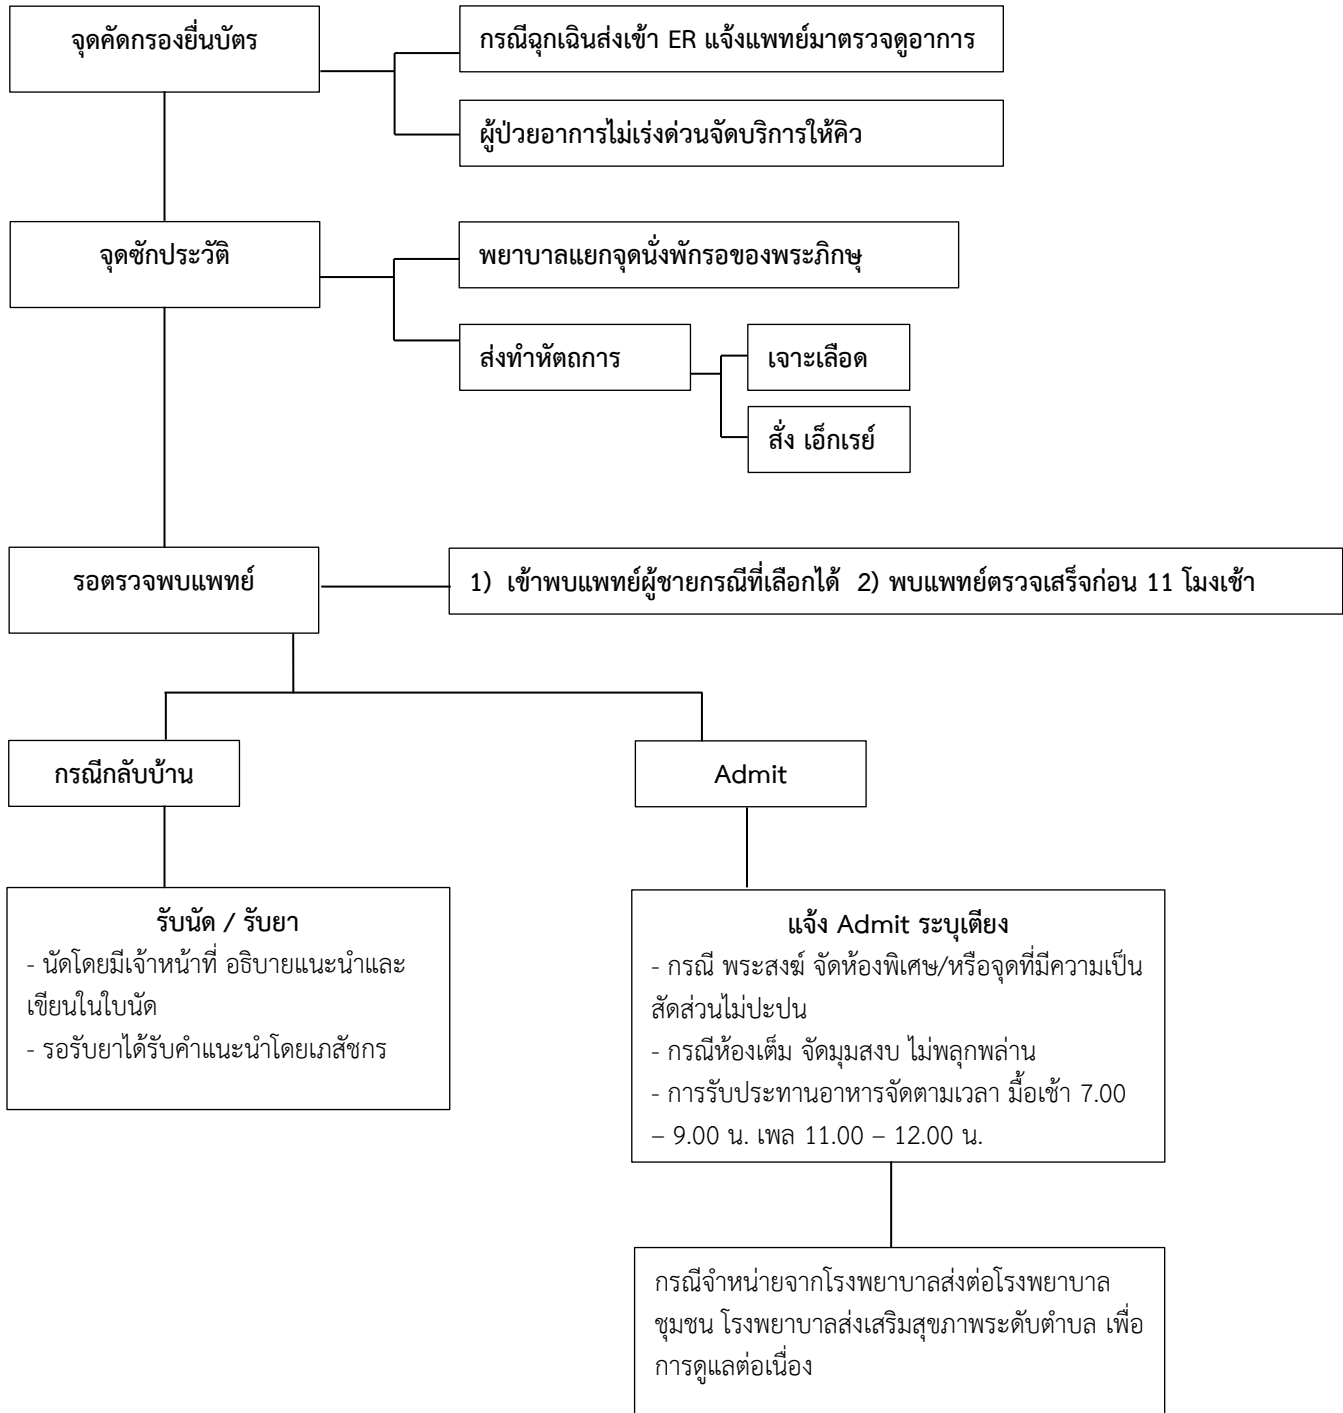 จุดคัดกรองยื่นบัตร
กรณีฉุกเฉินส่งเข้า ER แจ้งแพทย์มาตรวจดูอาการ
ผู้ป่วยอาการไม่เร่งด่วนจัดบริการให้คิว
จุดซักประวัติ
พยาบาลแยกจุดนั่งพักรอของพระภิกษุ
ส่งทำหัตถการ
เจาะเลือด
สั่ง เอ็กเรย์
รอตรวจพบแพทย์
1) เข้าพบแพทย์ผู้ชายกรณีที่เลือกได้ 2) พบแพทย์ตรวจเสร็จก่อน 11 โมงเช้า
กรณีกลับบ้าน
Admit
รับนัด / รับยา
- นัดโดยมีเจ้าหน้าที่ อธิบายแนะนำและ
เขียนในใบนัด
- รอรับยาได้รับคำแนะนำโดยเภสัชกร
แจ้ง Admit ระบุเตียง
- กรณี พระสงฆ์ จัดห้องพิเศษ/หรือจุดที่มีความเป็น
สัดส่วนไม่ปะปน
- กรณีห้องเต็ม จัดมุมสงบ ไม่พลุกพล่าน
- การรับประทานอาหารจัดตามเวลา มื้อเช้า 7.00
– 9.00 น. เพล 11.00 – 12.00 น.
กรณีจำหน่ายจากโรงพยาบาลส่งต่อโรงพยาบาล
ชุมชน โรงพยาบาลส่งเสริมสุขภาพระดับตำบล เพื่อ
การดูแลต่อเนื่อง